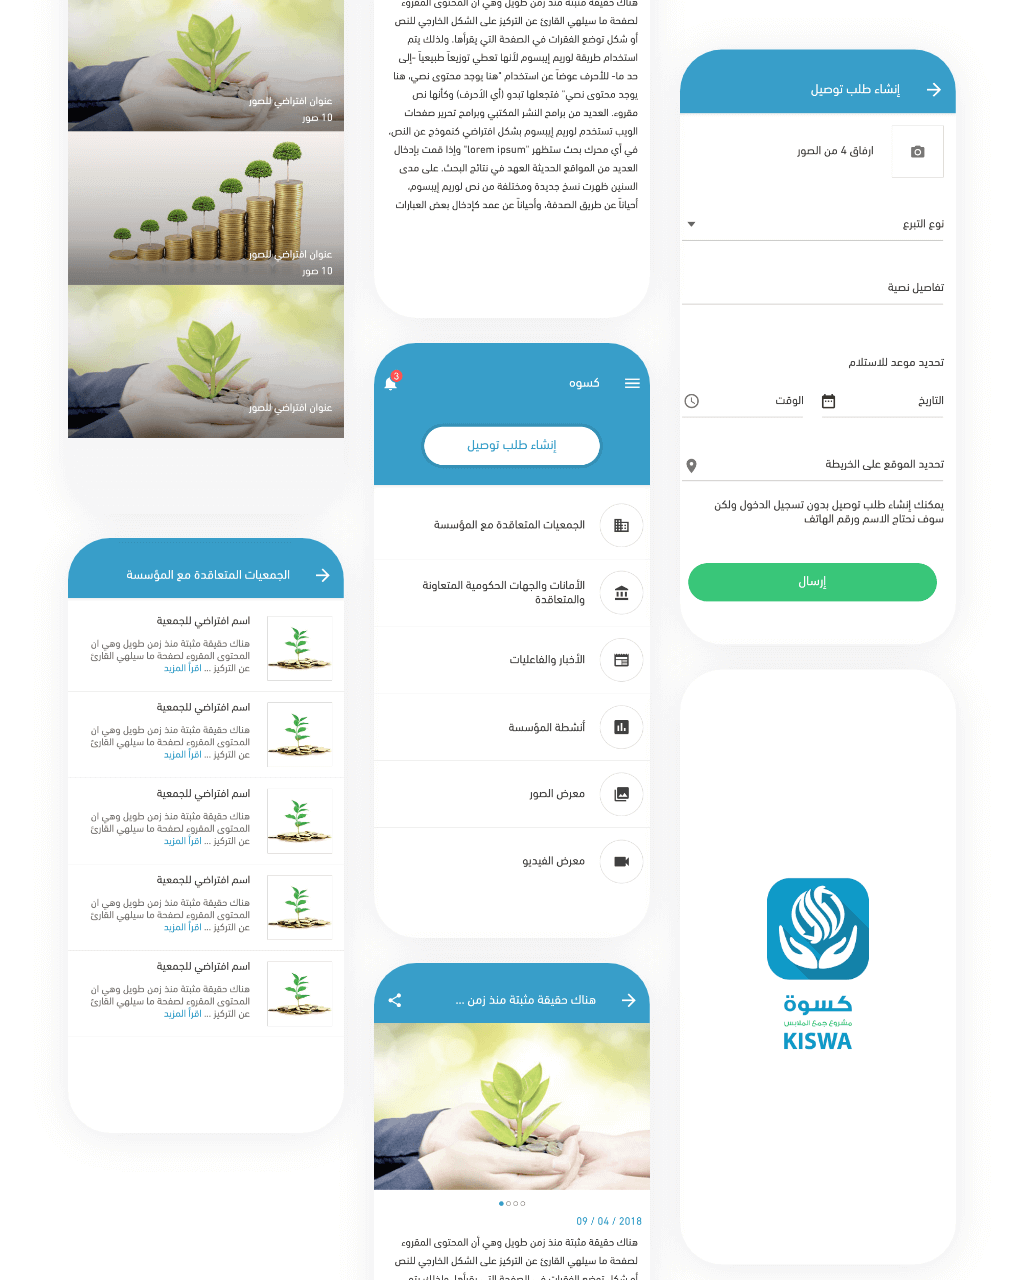 إنشاء طلب توصيل
ارفاق 4 من الصور
نوع التبرع
تفاصيل نصية
تحديد موعد للاستلام
التاريخ
الوقت
تحديد الموقع على الخريطة
يمكنك إنشاء طلب توصيل بدون تسجيل الدخول ولكن
سوف نحتاج الاسم ورقم الهاتف
إرسال
كسوة
مشروع جمع الملابس
KISWA
هناك حقيقة مثبتة منذ زمن طويل وهي أن المحتوى المقروء
لصفحة ما سيلهي القارئ عن التركيز على الشكل الخارجي للنص
أو شكل توضع الفقرات في الصفحة التي يقرأها. ولذلك يتم
استخدام طريقة لوريم إيبسوم لأنها تعطي توزيعاً طبيعياً -إلى
حد ما- للأحرف عوضاً عن استخدام "هنا يوجد محتوى نصي، هنا
يوجد محتوى نصي" فتجعلها تبدو (أي الأحرف) وكأنها نص
مقروء. العديد من برامح النشر المكتبي وبرامح تحرير صفحات
الويب تستخدم لوريم إيبسوم بشكل إفتراضي كنموذج عن النص،
في أي محرك بحث ستظهر "lorem ipsum" وإذا قمت بإدخال
العديد من المواقع الحديثة العهد في نتائج البحث. على مدى
السنين ظهرت نسخ جديدة ومختلفة من نص لوريم إيبسوم،
أحياناً عن طريق الصدفة، وأحياناً عن عمد كإدخال بعض العبارات
كسوه
3
إنشاء طلب توصيل
الجمعيات المتعاقدة مع المؤسسة
الأمانات والجهات الحكومية المتعاونة
والمتعاقدة
الأخبار والفاعليات
أنشطة المؤسسة
معرض الصور
معرض الفيديو
هناك حقيقة مثبتة منذ زمن ...
09 / 04 / 2018
هناك حقيقة مثبتة منذ زمن طويل وهي أن المحتوى المقروء
لصفحة ما سيلهي القارئ عن التركيز على الشكل الخارجي للنص
أو شكل توضع الفقرات في الصفحة التي يقرأها. ولذلك يتم
عنوان افتراضي للصور
10 صور
عنوان افتراضي للصور
10 صور
عنوان افتراضي للصور
الجمعيات المتعاقدة مع المؤسسة
اسم افتراضي للجمعية
هناك حقيقة مثبتة منذ زمن طويل وهي ان
المحتوى المقروء لصفحة ما سيلهي القارئ
عن التركيز ... اقرأ المزيد
اسم افتراضي للجمعية
هناك حقيقة مثبتة منذ زمن طويل وهي ان
المحتوى المقروء لصفحة ما سيلهي القارئ
عن التركيز ... اقرأ المزيد
اسم افتراضي للجمعية
هناك حقيقة مثبتة منذ زمن طويل وهي ان
المحتوى المقروء لصفحة ما سيلهي القارئ
عن التركيز ... اقرأ المزيد
اسم افتراضي للجمعية
هناك حقيقة مثبتة منذ زمن طويل وهي ان
المحتوى المقروء لصفحة ما سيلهي القارئ
عن التركيز ... اقرأ المزيد
اسم افتراضي للجمعية
هناك حقيقة مثبتة منذ زمن طويل وهي ان
المحتوى المقروء لصفحة ما سيلهي القارئ
عن التركيز ... اقرأ المزيد